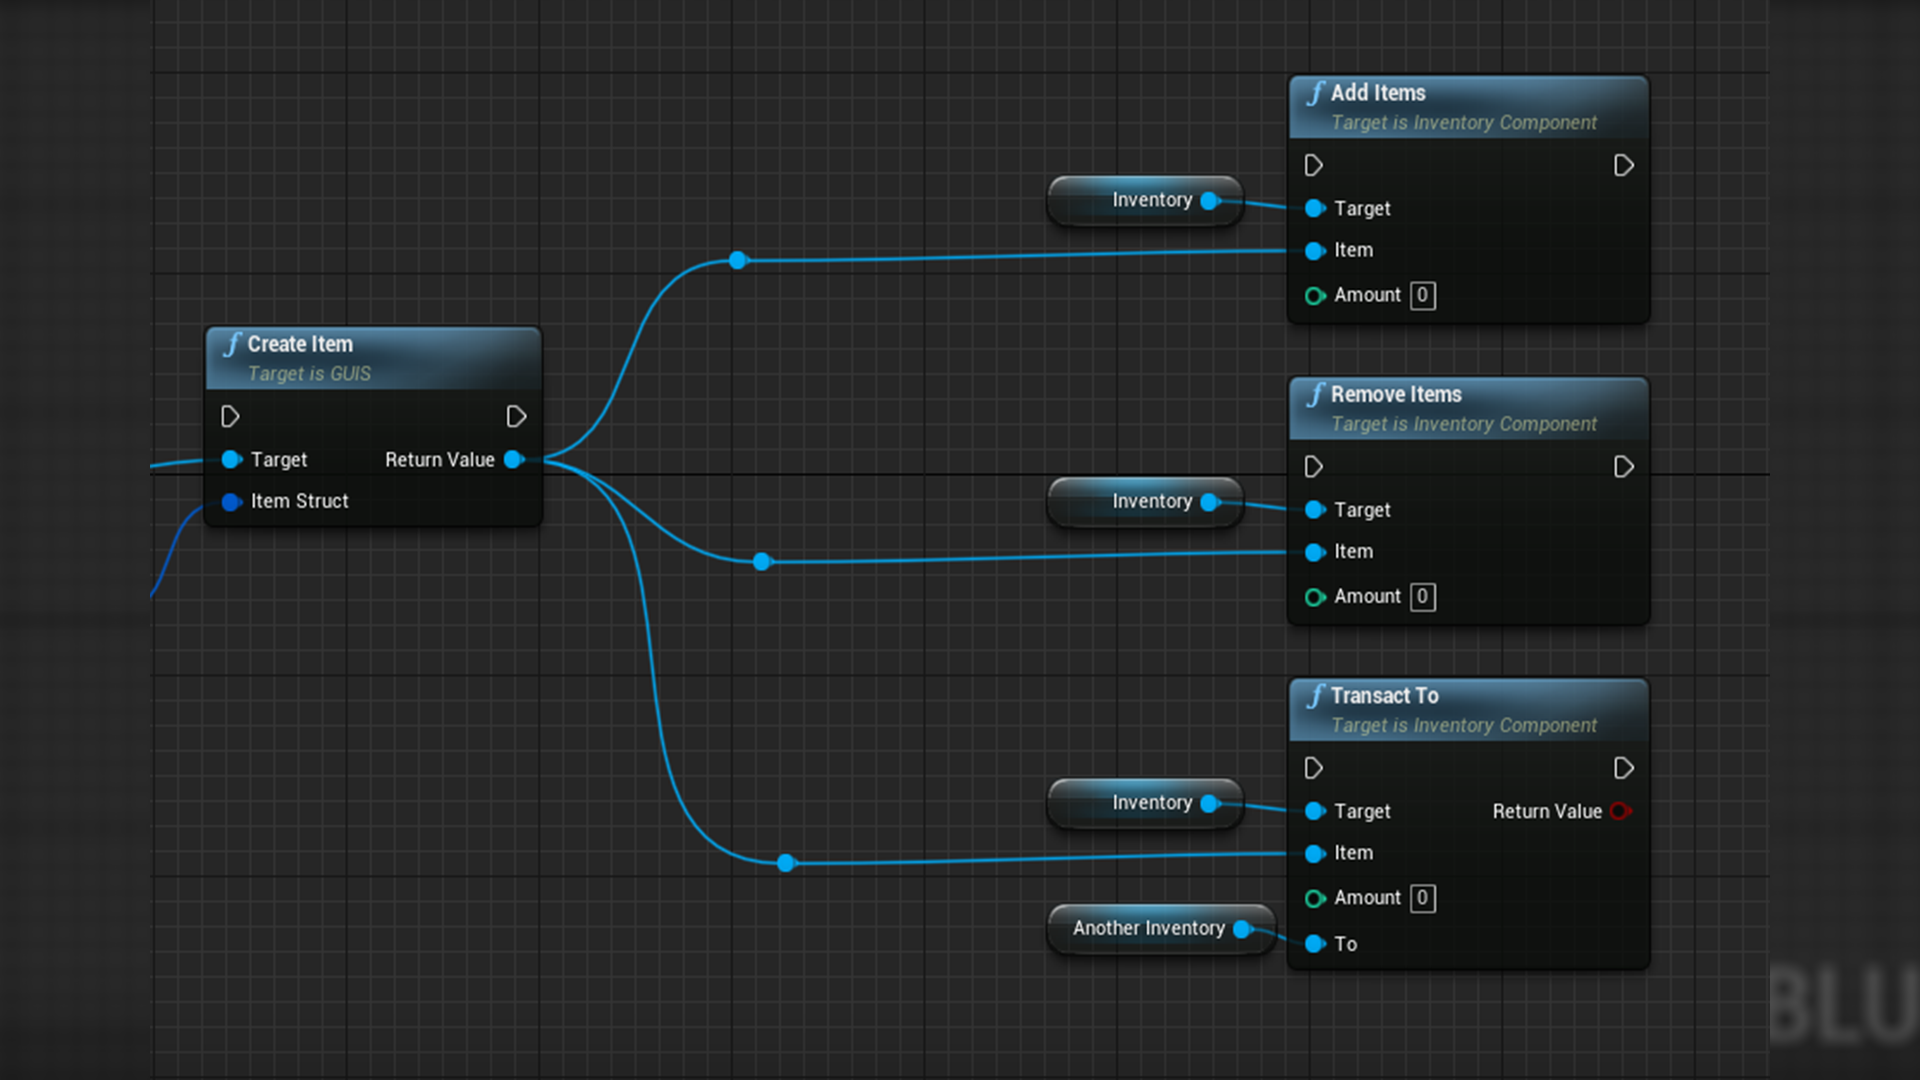 Create Item
Target is GUIS
Target
Return Value
Item Struct
Add Items
Target is Inventory Component
Inventory
Target
Item
Amount 0
Remove Items
Target is Inventory Component
Inventory
Target
Item
Amount 0
Transact To
Target is Inventory Component
Inventory
Target
Return Value
Item
Amount 0
Another Inventory
To
BLU